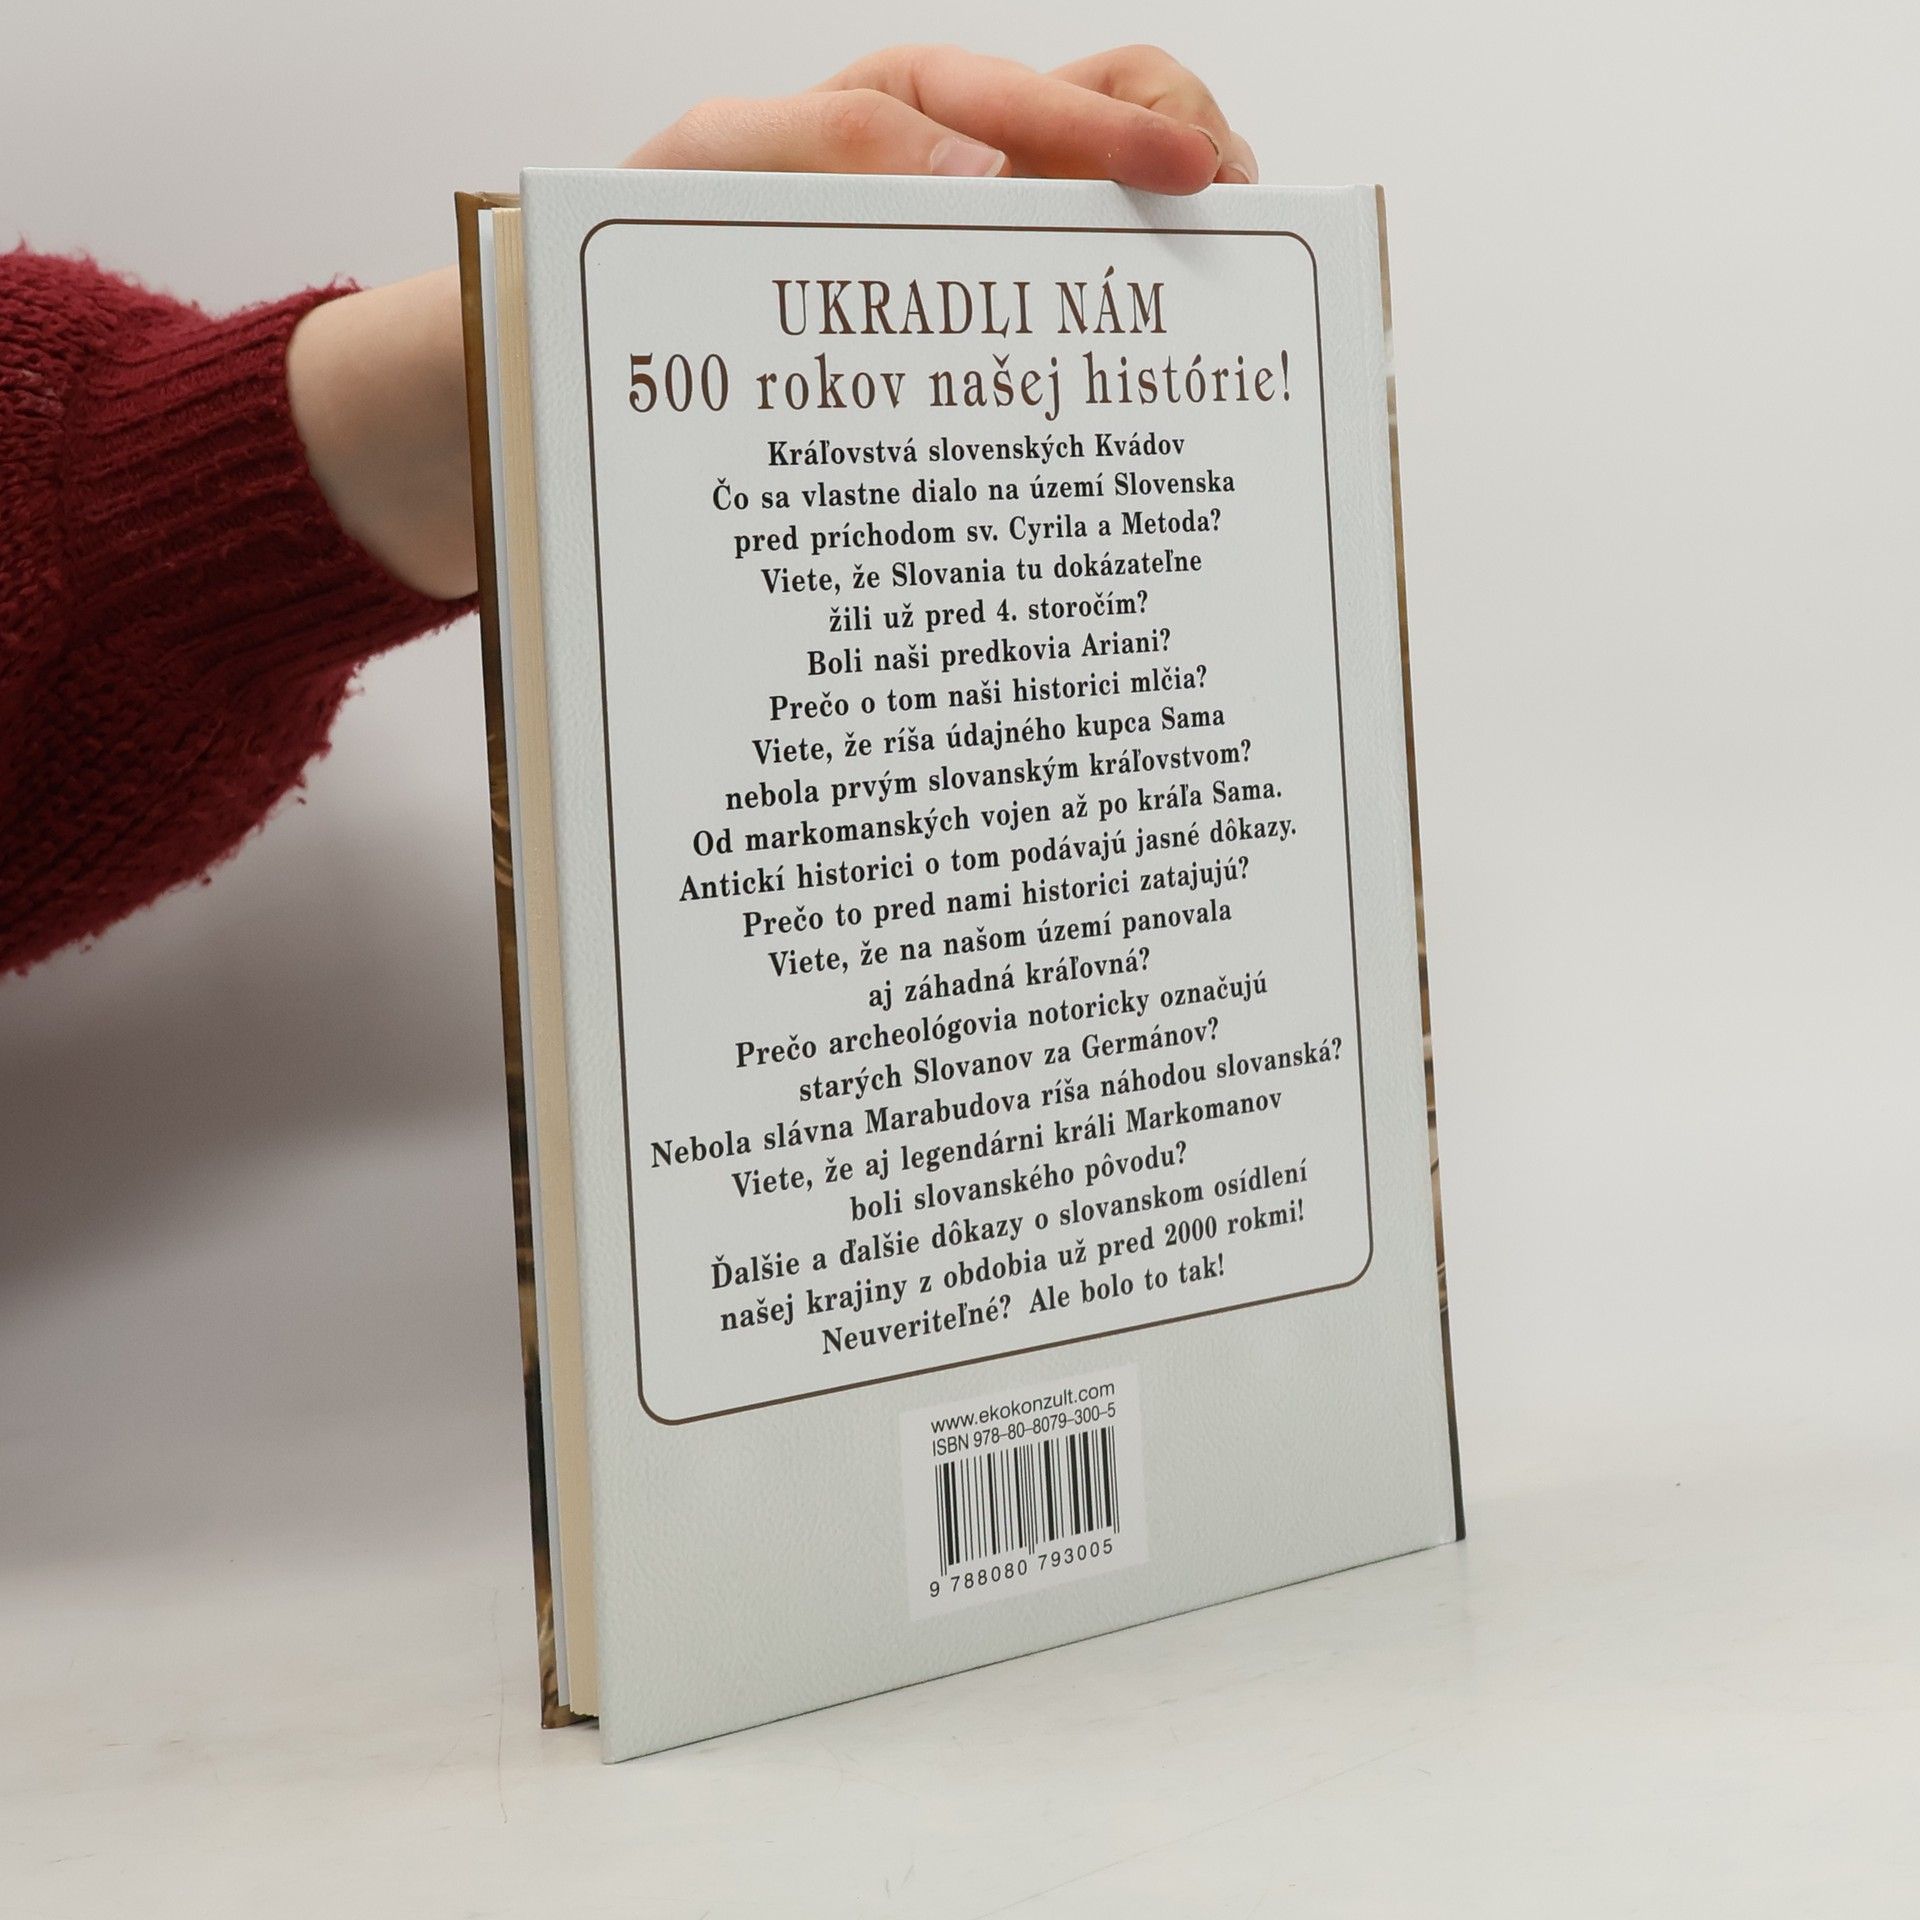 UKRADLI NÁM
500 rokov našej histórie!
Kráľovstvá slovenských Kvádov
Čo sa vlastne dialo na území Slovenska
pred príchodom sv. Cyrila a Metoda?
Viete, že Slovania tu dokázateľne
žili už pred 4. storočím?
Boli naši predkovia Ariani?
Prečo o tom naši historici mlčia?
Viete, že ríša údajného kupca Sama
nebola prvým slovanským kráľovstvom?
Od markomanských vojen až po kráľa Sama.
Antickí historici o tom podávajú jasné dôkazy.
Prečo to pred nami historici zatajujú?
Viete, že na našom území panovala
aj záhadná kráľovná?
Prečo archeológovia notoricky označujú
starých Slovanov za Germánov?
Nebola slávna Marabudova ríša náhodou slovanská?
Viete, že aj legendárni králi Markomanov
boli slovanského pôvodu?
Ďalšie a ďalšie dôkazy o slovanskom osídlení
našej krajiny z obdobia už pred 2000 rokmi!
Neuveriteľné? Ale bolo to tak!
www.ekokonzult.com
ISBN 978-80-8079-300-5
9 788080 793005